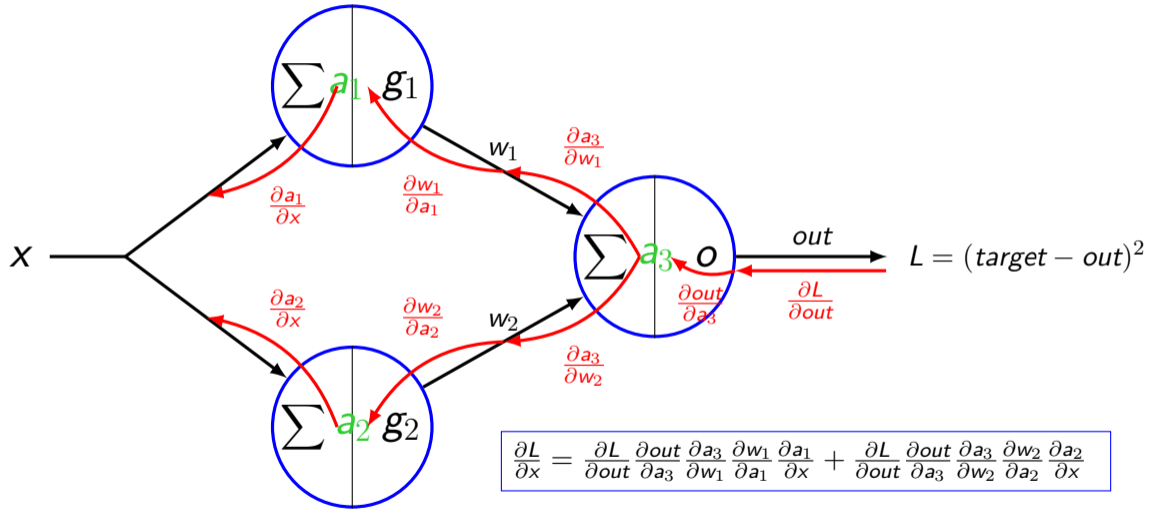 ∑ a₁ g₁
w₁
∂a₃/∂w₁
∂a₁/∂x
∂w₁/∂a₁
x
∑ a₃ o
out
L = (target − out)²
∂out/∂a₃
∂L/∂out
∂a₂/∂x
∂w₂/∂a₂
w₂
∂a₃/∂w₂
∑ a₂ g₂
∂L/∂x = ∂L/∂out ∂out/∂a₃ ∂a₃/∂w₁ ∂w₁/∂a₁ ∂a₁/∂x + ∂L/∂out ∂out/∂a₃ ∂a₃/∂w₂ ∂w₂/∂a₂ ∂a₂/∂x